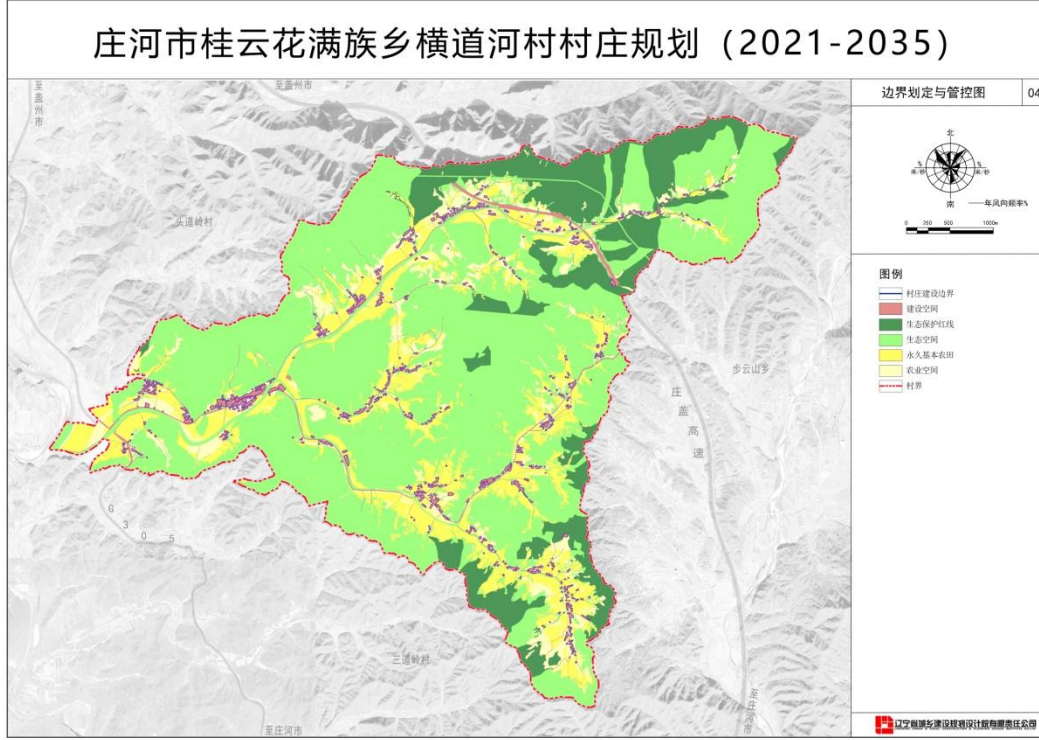 庄河市桂云花满族乡横道河村村庄规划（2021-2035）
边界划定与管控图 04
至盖州市
至盖州市
头道岭村
步云山乡
庄盖高速
G305
三道岭村
至庄河市
至庄河市
北
% %
米/秒 米/秒
南
年风向频率%
0 250 500 1000m
图例
村庄建设边界
建设空间
生态保护红线
生态空间
永久基本农田
农业空间
村界
辽宁省城乡建设规划设计院有限责任公司